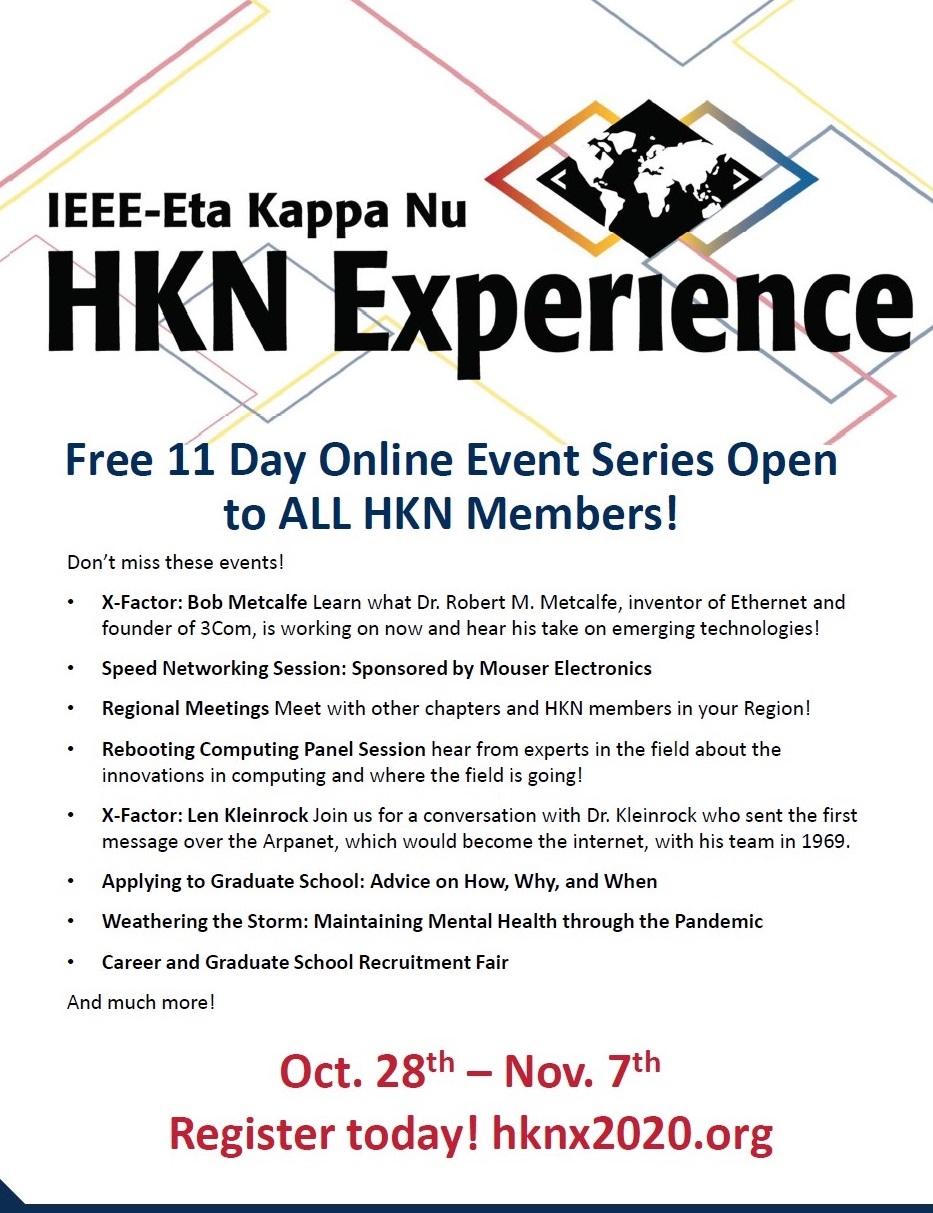 IEEE-Eta Kappa Nu
HKN Experience
Free 11 Day Online Event Series Open
to ALL HKN Members!
Don’t miss these events!
• X-Factor: Bob Metcalfe Learn what Dr. Robert M. Metcalfe, inventor of Ethernet and
founder of 3Com, is working on now and hear his take on emerging technologies!
• Speed Networking Session: Sponsored by Mouser Electronics
• Regional Meetings Meet with other chapters and HKN members in your Region!
• Rebooting Computing Panel Session hear from experts in the field about the
innovations in computing and where the field is going!
• X-Factor: Len Kleinrock Join us for a conversation with Dr. Kleinrock who sent the first
message over the Arpanet, which would become the internet, with his team in 1969.
• Applying to Graduate School: Advice on How, Why, and When
• Weathering the Storm: Maintaining Mental Health through the Pandemic
• Career and Graduate School Recruitment Fair
And much more!
Oct. 28th – Nov. 7th
Register today! hknx2020.org